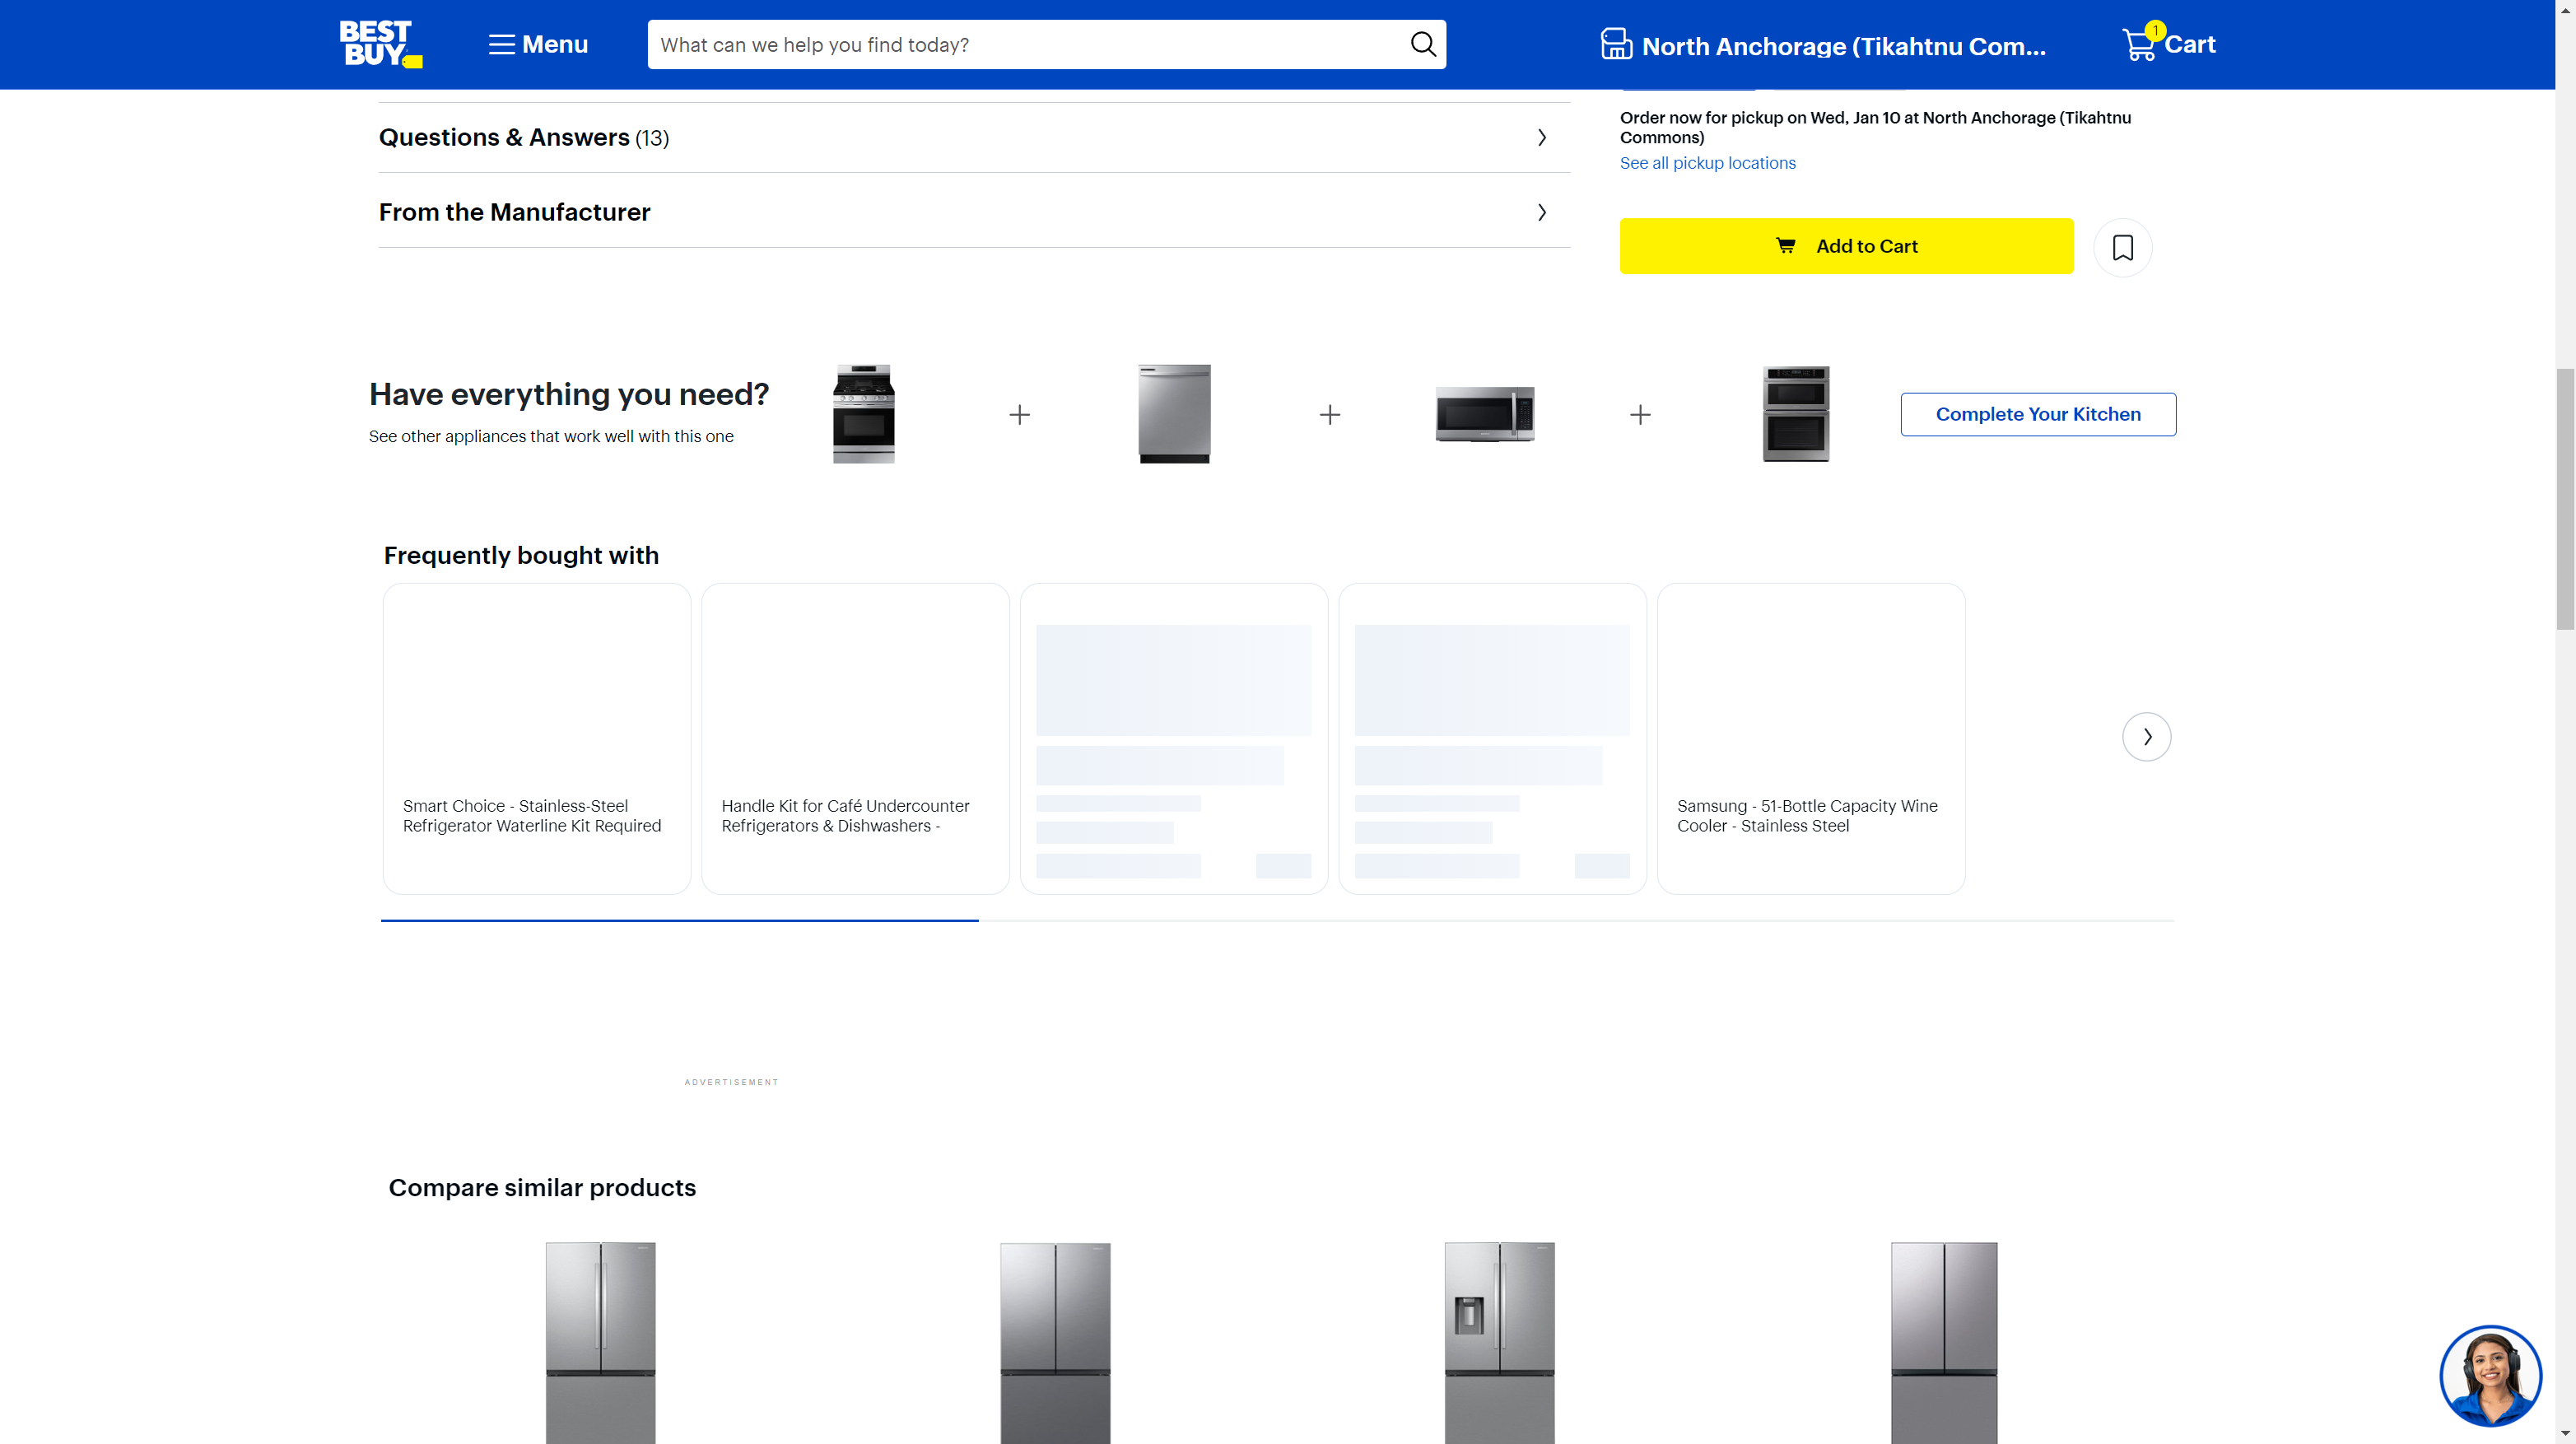 BEST
BUY
Menu
What can we help you find today?
North Anchorage (Tikahtnu Com...
1
Cart
Questions & Answers (13)
From the Manufacturer
Order now for pickup on Wed, Jan 10 at North Anchorage (Tikahtnu
Commons)
See all pickup locations
Add to Cart
Have everything you need?
See other appliances that work well with this one
Complete Your Kitchen
Frequently bought with
Smart Choice - Stainless-Steel
Refrigerator Waterline Kit Required
Handle Kit for Café Undercounter
Refrigerators & Dishwashers -
Samsung - 51-Bottle Capacity Wine
Cooler - Stainless Steel
ADVERTISEMENT
Compare similar products